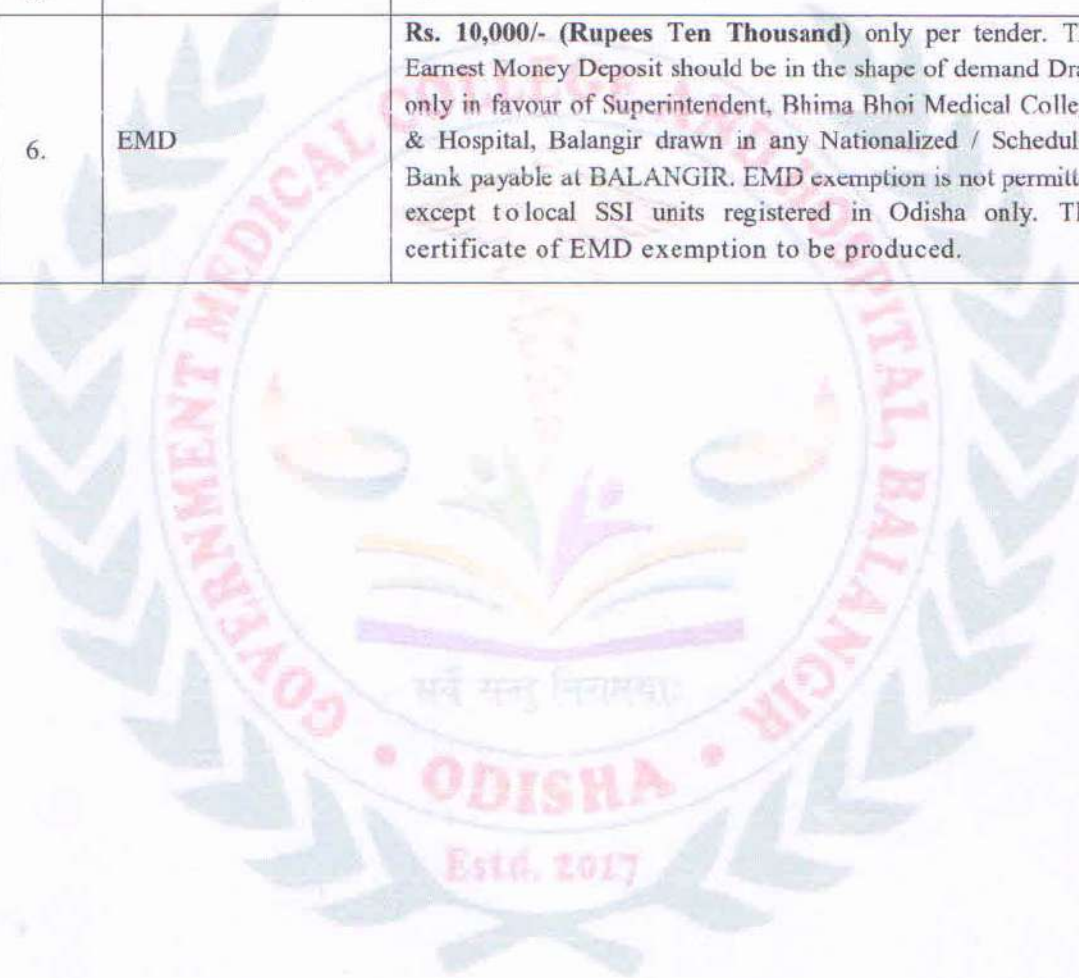 6.
EMD
Rs. 10,000/- (Rupees Ten Thousand) only per tender. T
Earnest Money Deposit should be in the shape of demand Dra
only in favour of Superintendent, Bhima Bhoi Medical Colle
& Hospital, Balangir drawn in any Nationalized / Schedul
Bank payable at BALANGIR. EMD exemption is not permitt
except to local SSI units registered in Odisha only. T
certificate of EMD exemption to be produced.
GOVERNMENT MEDICAL COLLEGE AND HOSPITAL, BALANGIR
• ODISHA •
Estd. 2017